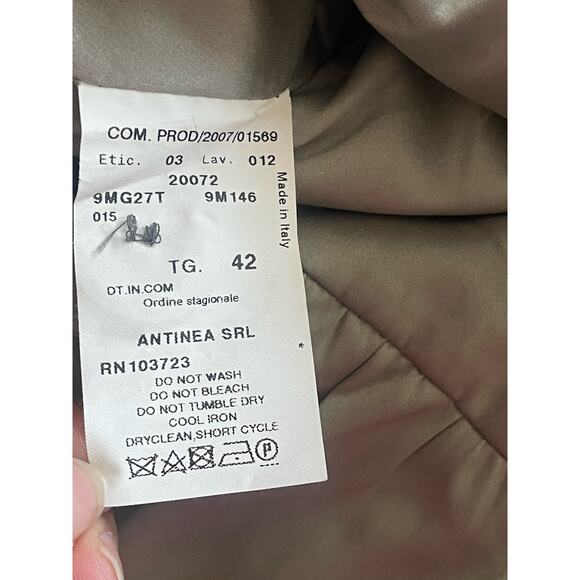 COM. PROD/2007/01569
Etic. 03 Lav. 012
20072
9MG27T 9M146
015
Made in Italy
TG. 42
DT.IN.COM
Ordine stagionale
ANTINEA SRL
*
RN103723
DO NOT WASH
DO NOT BLEACH
DO NOT TUMBLE DRY
COOL IRON
DRYCLEAN,SHORT CYCLE
P